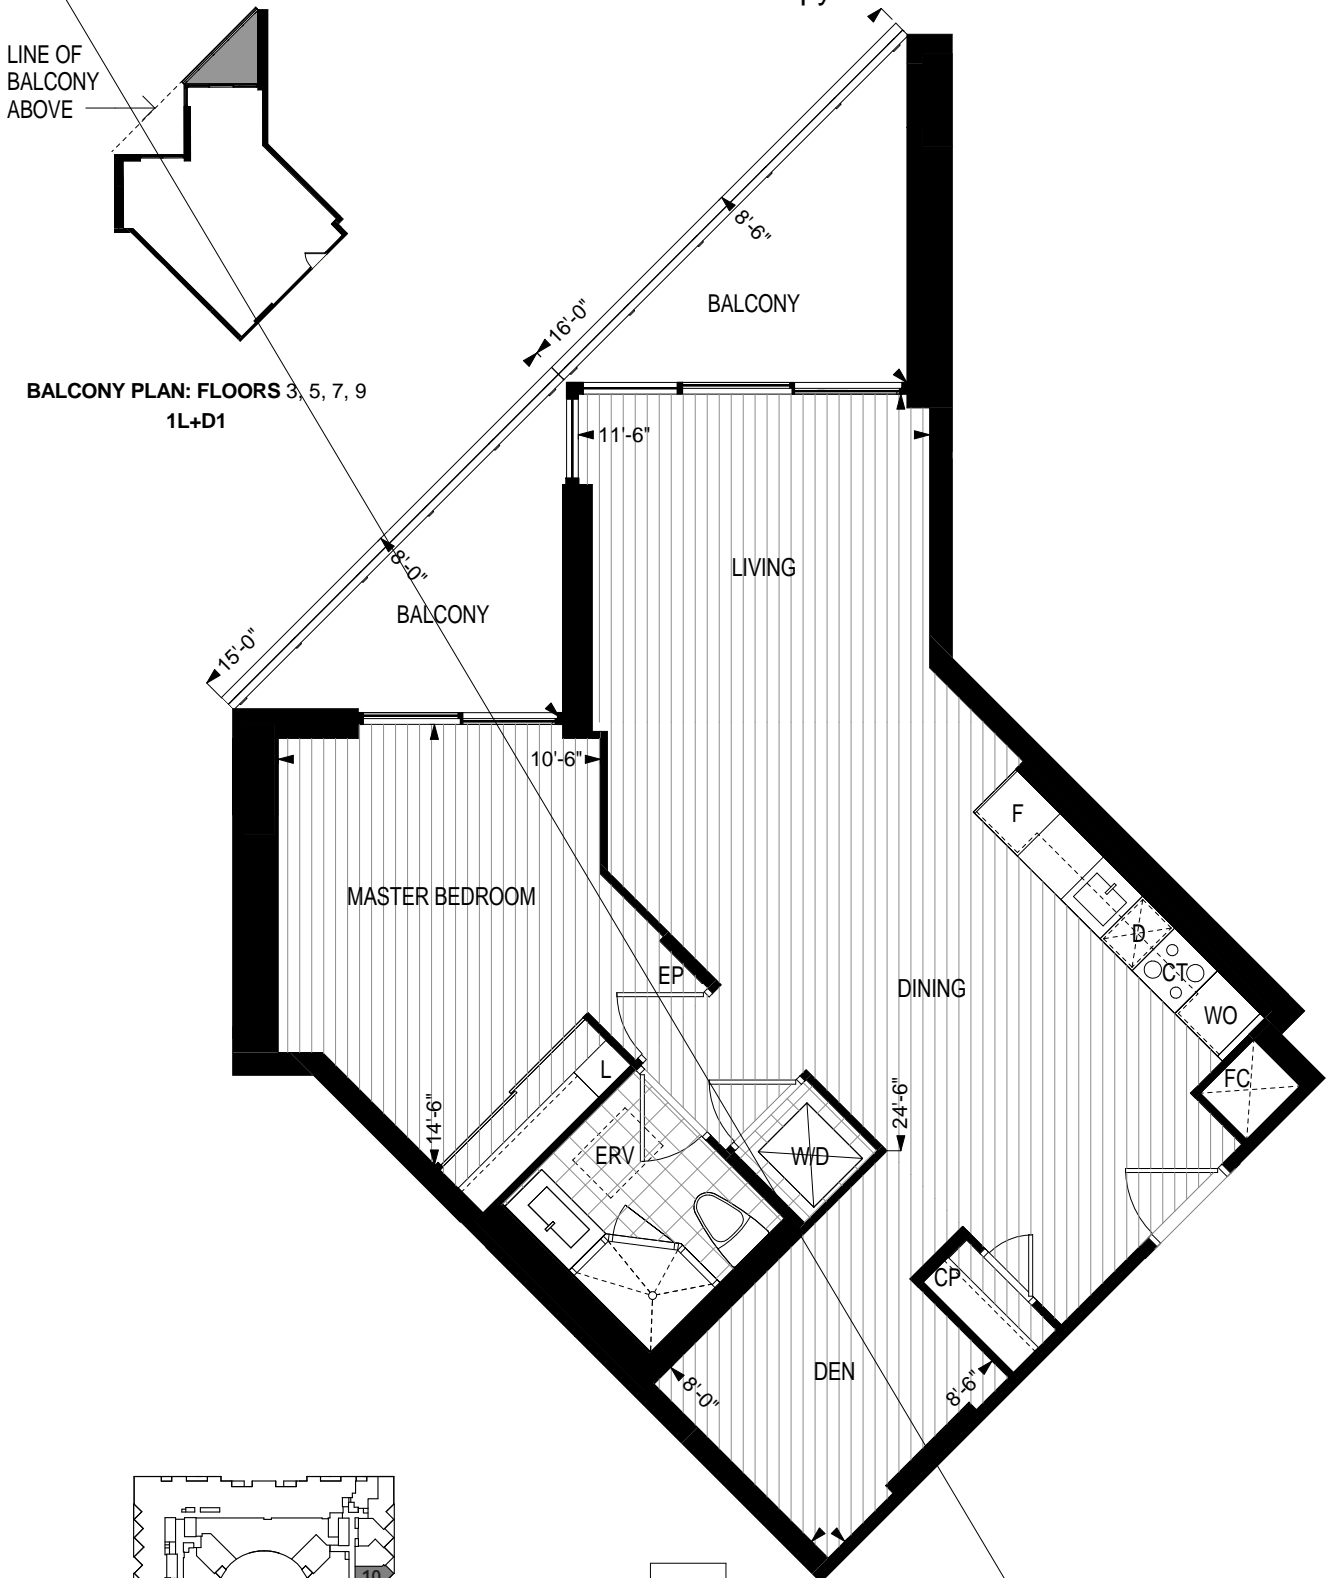 LINE OF
BALCONY
ABOVE
BALCONY PLAN: FLOORS 3, 5, 7, 9
1L+D1
8'-6"
BALCONY
16'-0"
11'-6"
LIVING
8'-0"
BALCONY
15'-0"
10'-6"
MASTER BEDROOM
F
D
CT
WO
FC
EP
DINING
L
14'-6"
24'-6"
ERV
W/D
CP
DEN
8'-0"
8'-6"
10